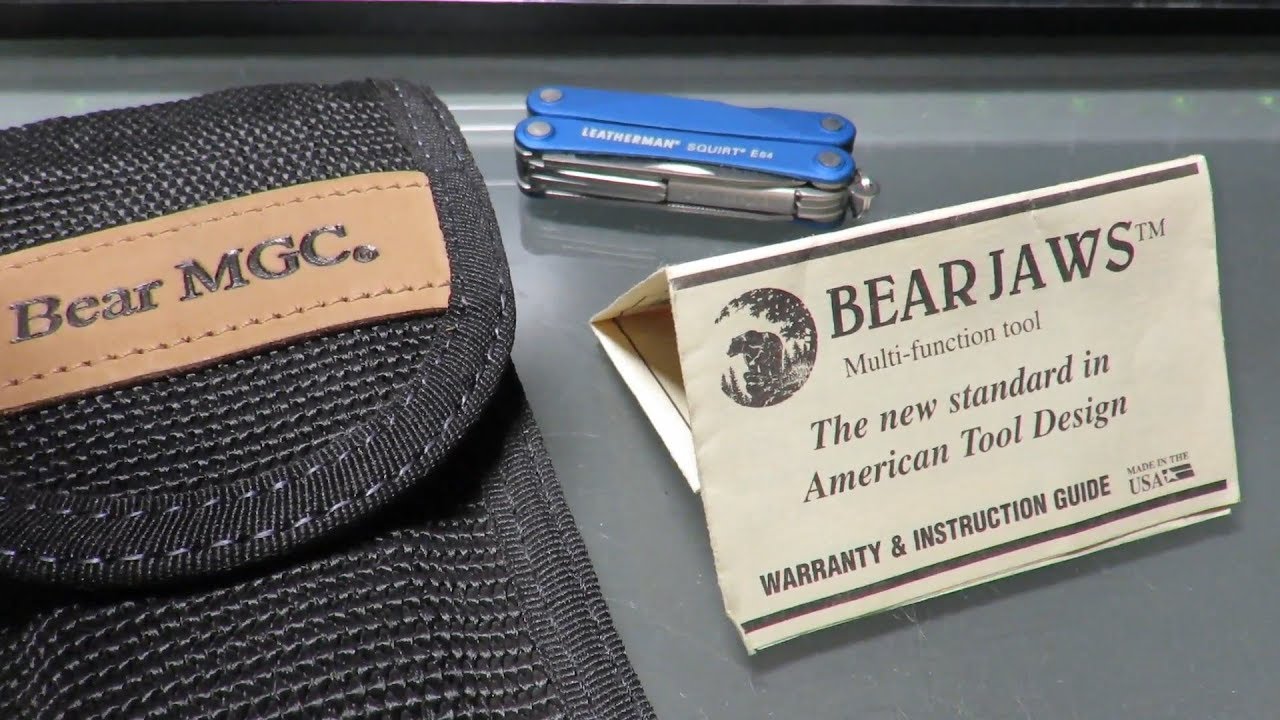 Bear MGC®
LEATHERMAN® SQUIRT® ES4
BEAR JAWS™
Multi-function tool
The new standard in
American Tool Design
WARRANTY & INSTRUCTION GUIDE
MADE IN THE
USA